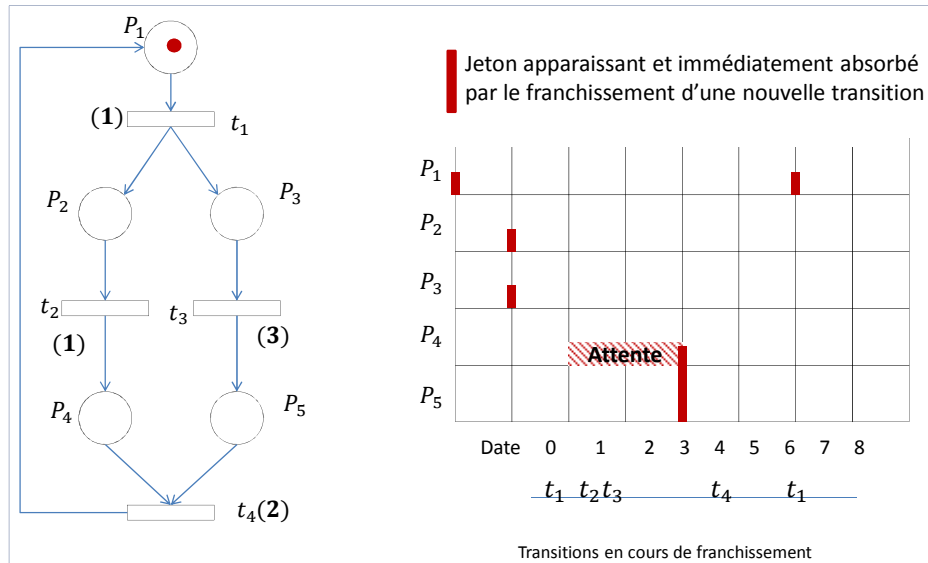 P₁
(1) t₁
P₂ P₃
t₂ t₃
(1) (3)
P₄ P₅
t₄(2)
Jeton apparaissant et immédiatement absorbé
par le franchissement d’une nouvelle transition
P₁
P₂
P₃
P₄
Attente
P₅
Date 0 1 2 3 4 5 6 7 8
t₁ t₂ t₃ t₄ t₁
Transitions en cours de franchissement